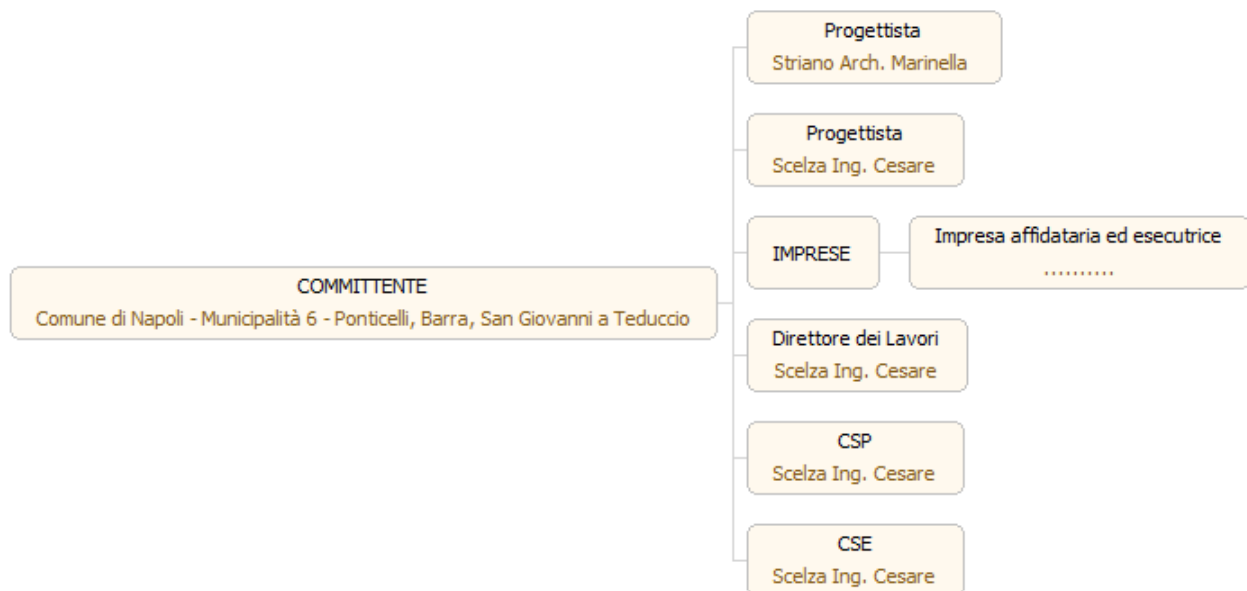 Progettista
Striano Arch. Marinella
Progettista
Scelza Ing. Cesare
IMPRESE
Impresa affidataria ed esecutrice
..........
COMMITTENTE
Comune di Napoli - Municipalità 6 - Ponticelli, Barra, San Giovanni a Teduccio
Direttore dei Lavori
Scelza Ing. Cesare
CSP
Scelza Ing. Cesare
CSE
Scelza Ing. Cesare